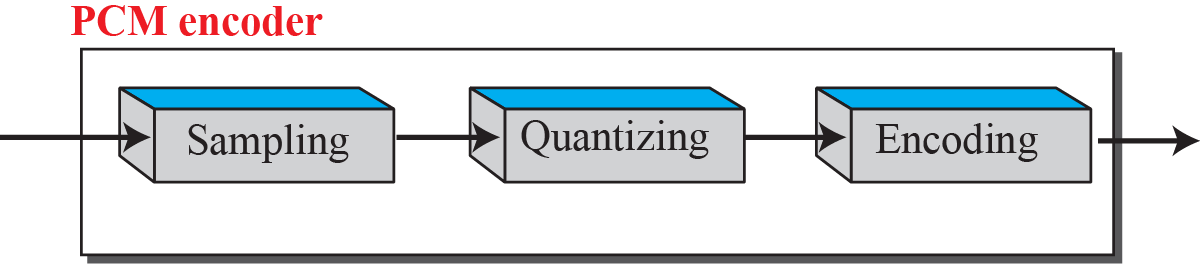 PCM encoder
Sampling
Quantizing
Encoding